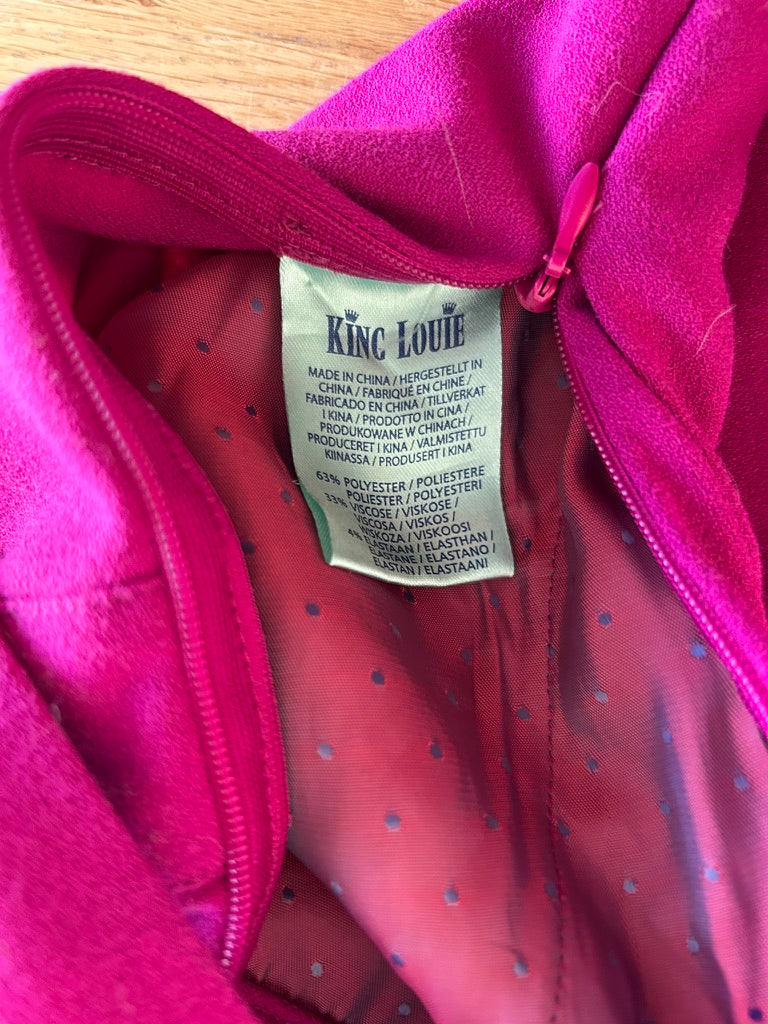 KING LOUIE
MADE IN CHINA / HERGESTELLT IN
CHINA / FABRIQUÉ EN CHINE /
FABRICADO EN CHINA / TILLVERKAT
I KINA / PRODOTTO IN CINA /
PRODUKOWANE W CHINACH /
PRODUCERET I KINA / VALMISTETTU
KIINASSA / PRODUSERT I KINA
63% POLYESTER / POLIESTERE
POLIESTER / POLYESTERI
33% VISCOSE / VISKOSE /
VISCOSA / VISKOS /
WISKOZA / VISKOOSI
4% ELASTAAN / ELASTHAN /
ELASTANE / ELASTANO /
ELASTAN / ELASTAANI